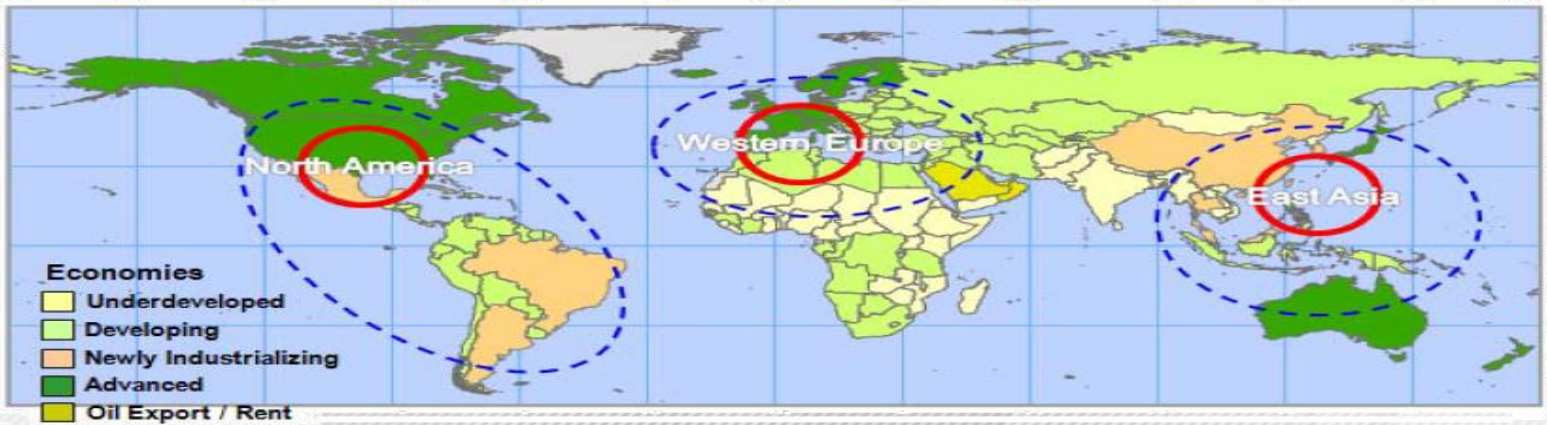 North America
Western Europe
East Asia
Economies
Underdeveloped
Developing
Newly Industrializing
Advanced
Oil Export / Rent